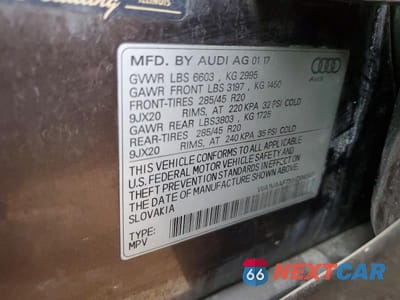 ILLINOIS
MFD. BY AUDI AG 01 17
GVWR LBS 6603 , KG 2995
GAWR FRONT LBS 3197 , KG 1450
FRONT-TIRES 285/45 R20
9JX20 RIMS, AT 220 KPA 32 PSI COLD
GAWR REAR LBS3803 , KG 1725
REAR-TIRES 285/45 R20
9JX20 RIMS, AT 240 KPA 35 PSI COLD
THIS VEHICLE CONFORMS TO ALL APPLICABLE
U.S. FEDERAL MOTOR VEHICLE SAFETY AND
THEFT PREVENTION STANDARDS IN EFFECT ON
THE DATE OF MANUFACTURE SHOWN ABOVE
SLOVAKIA
TYPE:
MPV
Audi
66 NEXTCAR